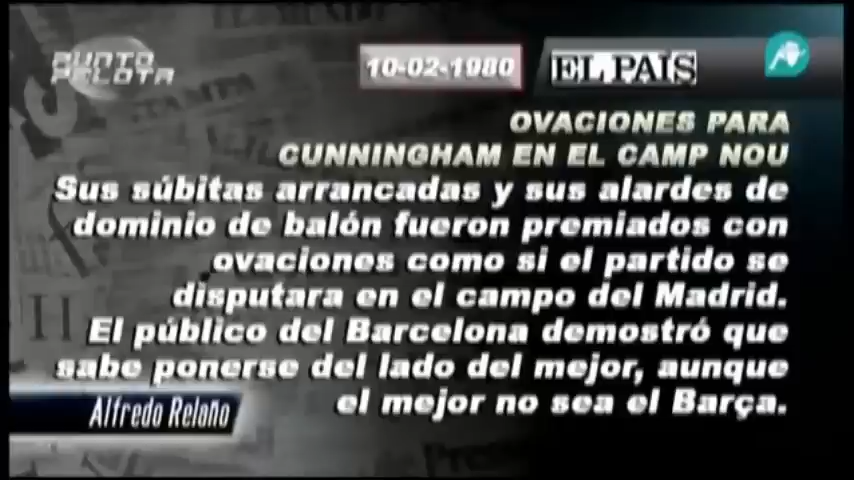 PUNTO
PELOTA
10-02-1980
EL PAIS
OVACIONES PARA
CUNNINGHAM EN EL CAMP NOU
Sus súbitas arrancadas y sus alardes de
dominio de balón fueron premiados con
ovaciones como si el partido se
disputara en el campo del Madrid.
El público del Barcelona demostró que
sabe ponerse del lado del mejor, aunque
el mejor no sea el Barça.
Alfredo Relaño